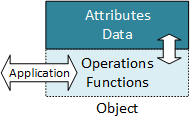 Attributes
Data
Application
Operations
Functions
Object